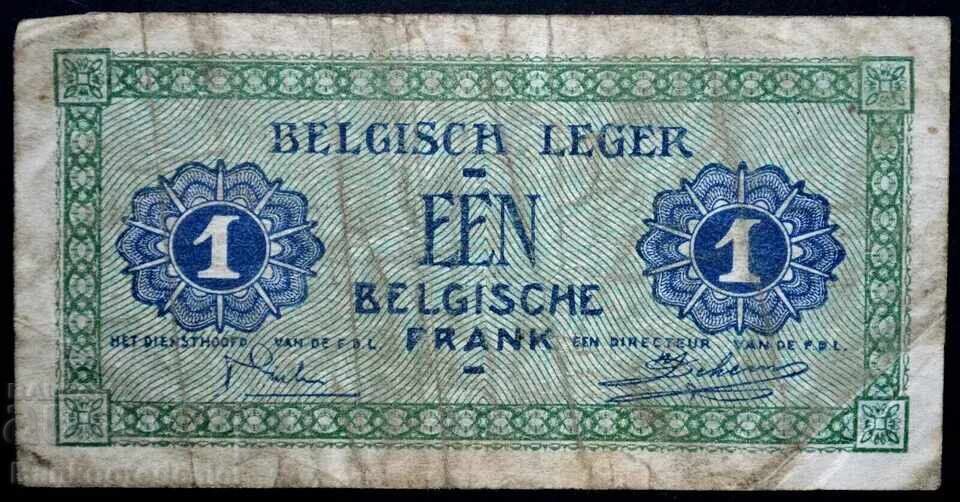 BELGISCH LEGER
EEN
1
1
BELGISCHE
FRANK
HET DIENSTHOOFD VAN DE F.D.L.
EEN DIRECTEUR VAN DE F.D.L.